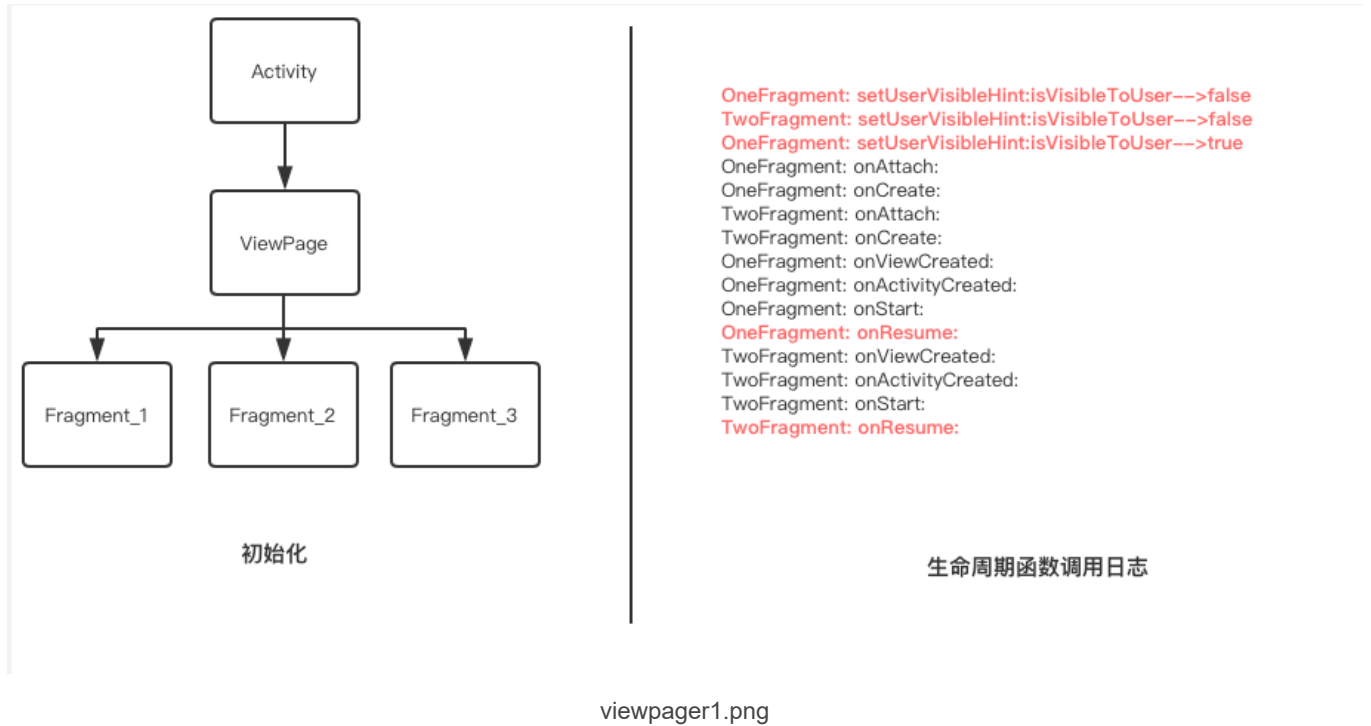 Activity
ViewPage
Fragment_1
Fragment_2
Fragment_3
初始化
OneFragment: setUserVisibleHint:isVisibleToUser-->false
TwoFragment: setUserVisibleHint:isVisibleToUser-->false
OneFragment: setUserVisibleHint:isVisibleToUser-->true
OneFragment: onAttach:
OneFragment: onCreate:
TwoFragment: onAttach:
TwoFragment: onCreate:
OneFragment: onViewCreated:
OneFragment: onActivityCreated:
OneFragment: onStart:
OneFragment: onResume:
TwoFragment: onViewCreated:
TwoFragment: onActivityCreated:
TwoFragment: onStart:
TwoFragment: onResume:
生命周期函数调用日志
viewpager1.png